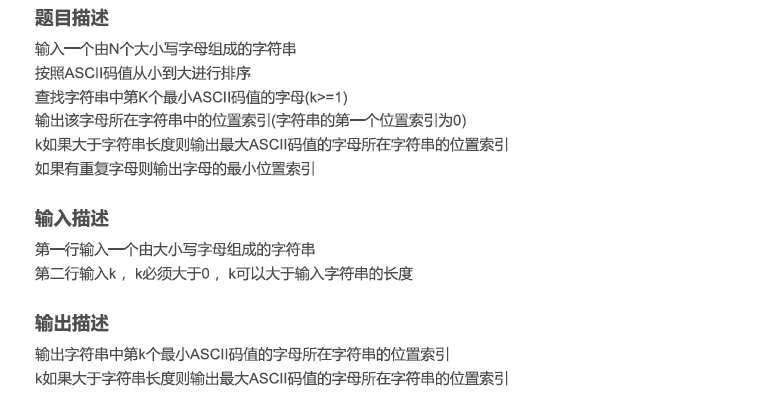 题目描述
输入一个由N个大小写字母组成的字符串
按照ASCII码值从小到大进行排序
查找字符串中第K个最小ASCII码值的字母(k>=1)
输出该字母所在字符串中的位置索引(字符串的第一个位置索引为0)
k如果大于字符串长度则输出最大ASCII码值的字母所在字符串的位置索引
如果有重复字母则输出字母的最小位置索引
输入描述
第一行输入一个由大小写字母组成的字符串
第二行输入k ，k必须大于0 ，k可以大于输入字符串的长度
输出描述
输出字符串中第k个最小ASCII码值的字母所在字符串的位置索引
k如果大于字符串长度则输出最大ASCII码值的字母所在字符串的位置索引